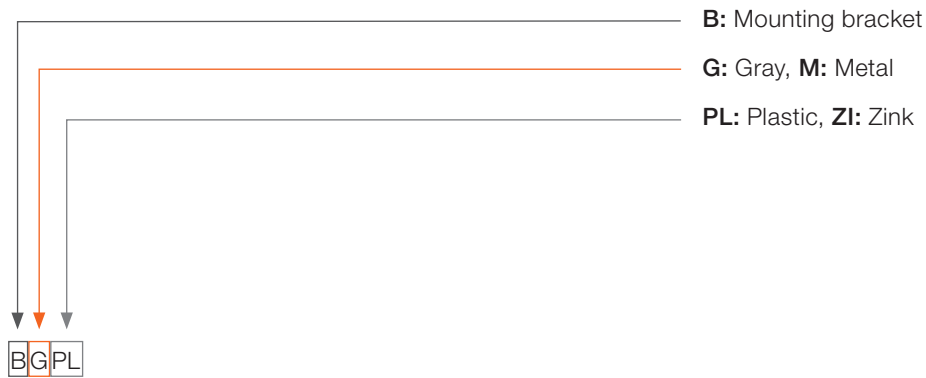 B: Mounting bracket
G: Gray, M: Metal
PL: Plastic, ZI: Zink
BGPL